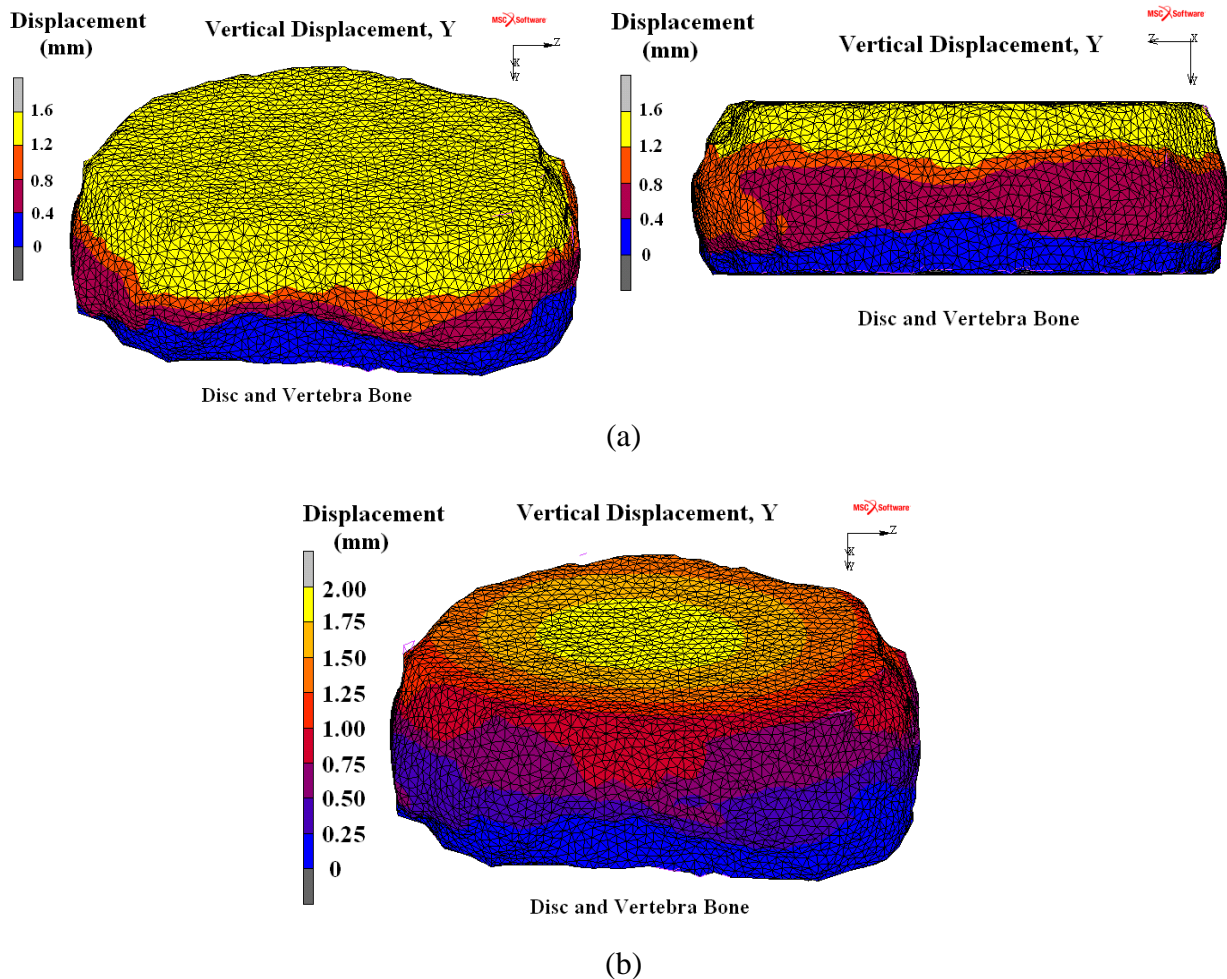 Displacement
(mm)
Vertical Displacement, Y
MSC Software
Z
X
Y
1.6
1.2
0.8
0.4
0
Disc and Vertebra Bone
Displacement
(mm)
Vertical Displacement, Y
MSC Software
Z
X
Y
1.6
1.2
0.8
0.4
0
Disc and Vertebra Bone
(a)
Displacement
(mm)
Vertical Displacement, Y
MSC Software
Z
X
Y
2.00
1.75
1.50
1.25
1.00
0.75
0.50
0.25
0
Disc and Vertebra Bone
(b)